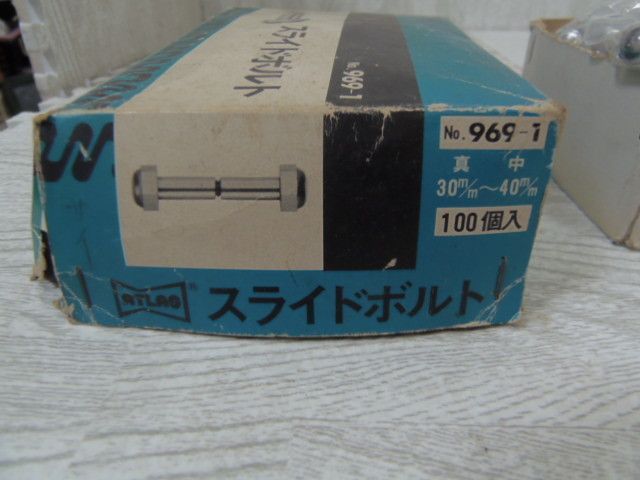 スライドボルト
No. 969-1
No. 969-1
真中
30m/m～40m/m
100個入
ATLAS®
スライドボルト